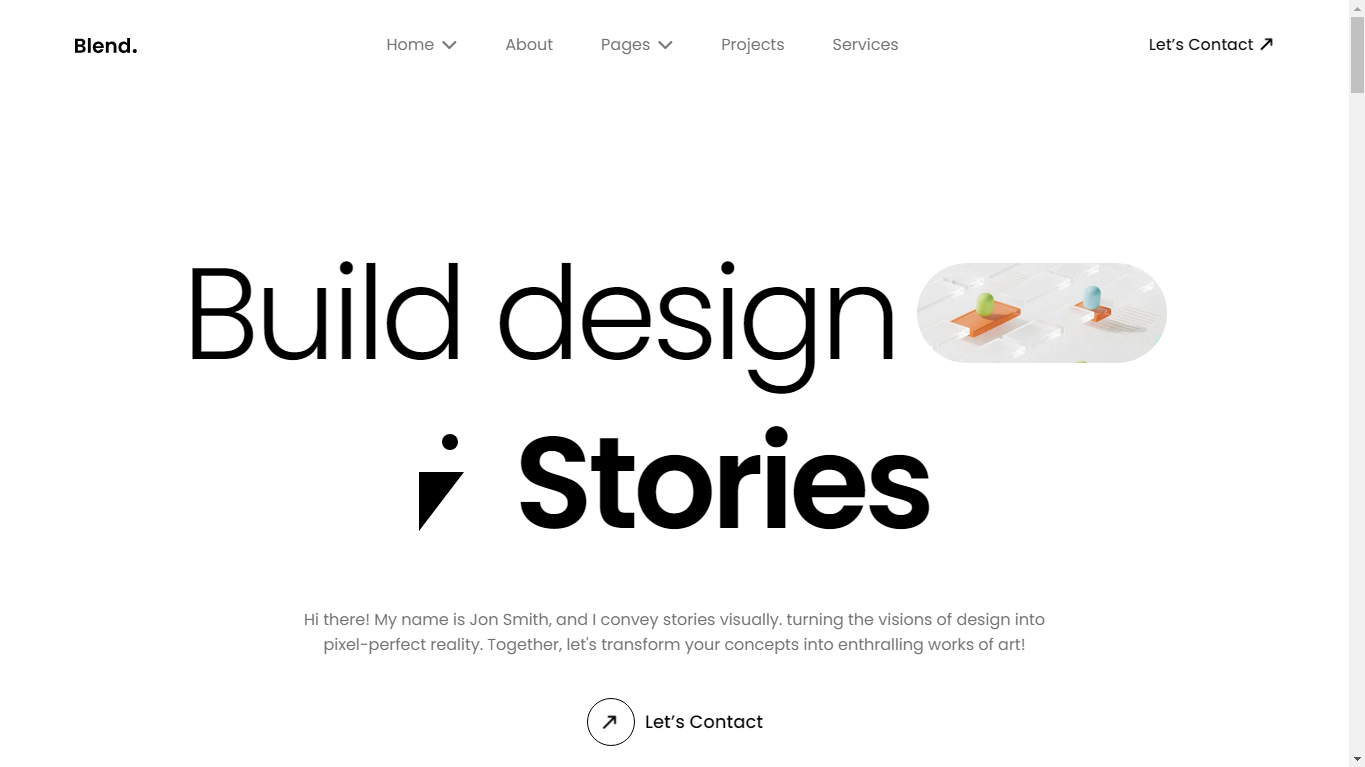 Blend.
Home
About
Pages
Projects
Services
Let’s Contact
Build design
Stories
Hi there! My name is Jon Smith, and I convey stories visually. turning the visions of design into
pixel-perfect reality. Together, let's transform your concepts into enthralling works of art!
Let’s Contact